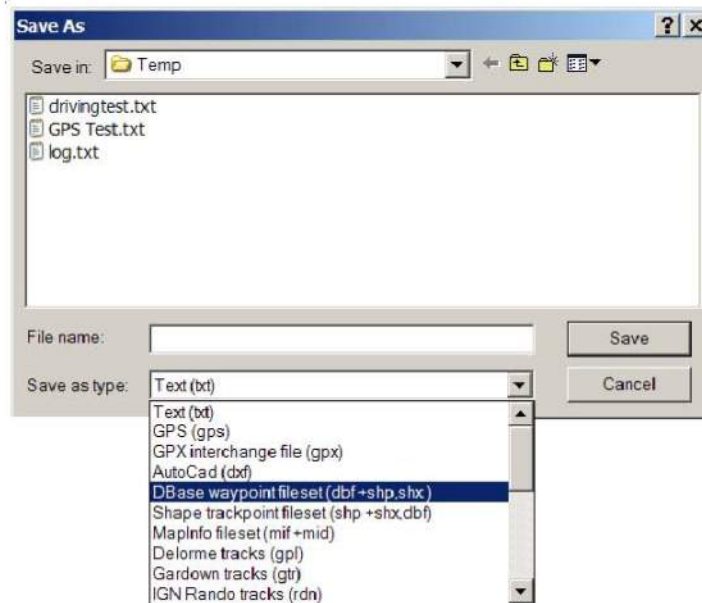 Save As
Save in: Temp
drivingtest.txt
GPS Test.txt
log.txt
File name:
Save
Save as type: Text (txt)
Cancel
Text (txt)
GPS (gps)
GPX interchange file (gpx)
AutoCad (dxf)
DBase waypoint fileset (dbf +shp,shx )
Shape trackpoint fileset (shp +shx,dbf)
MapInfo fileset (mif +mid)
Delorme tracks (gpl)
Gardown tracks (gtr)
IGN Rando tracks (rdn)